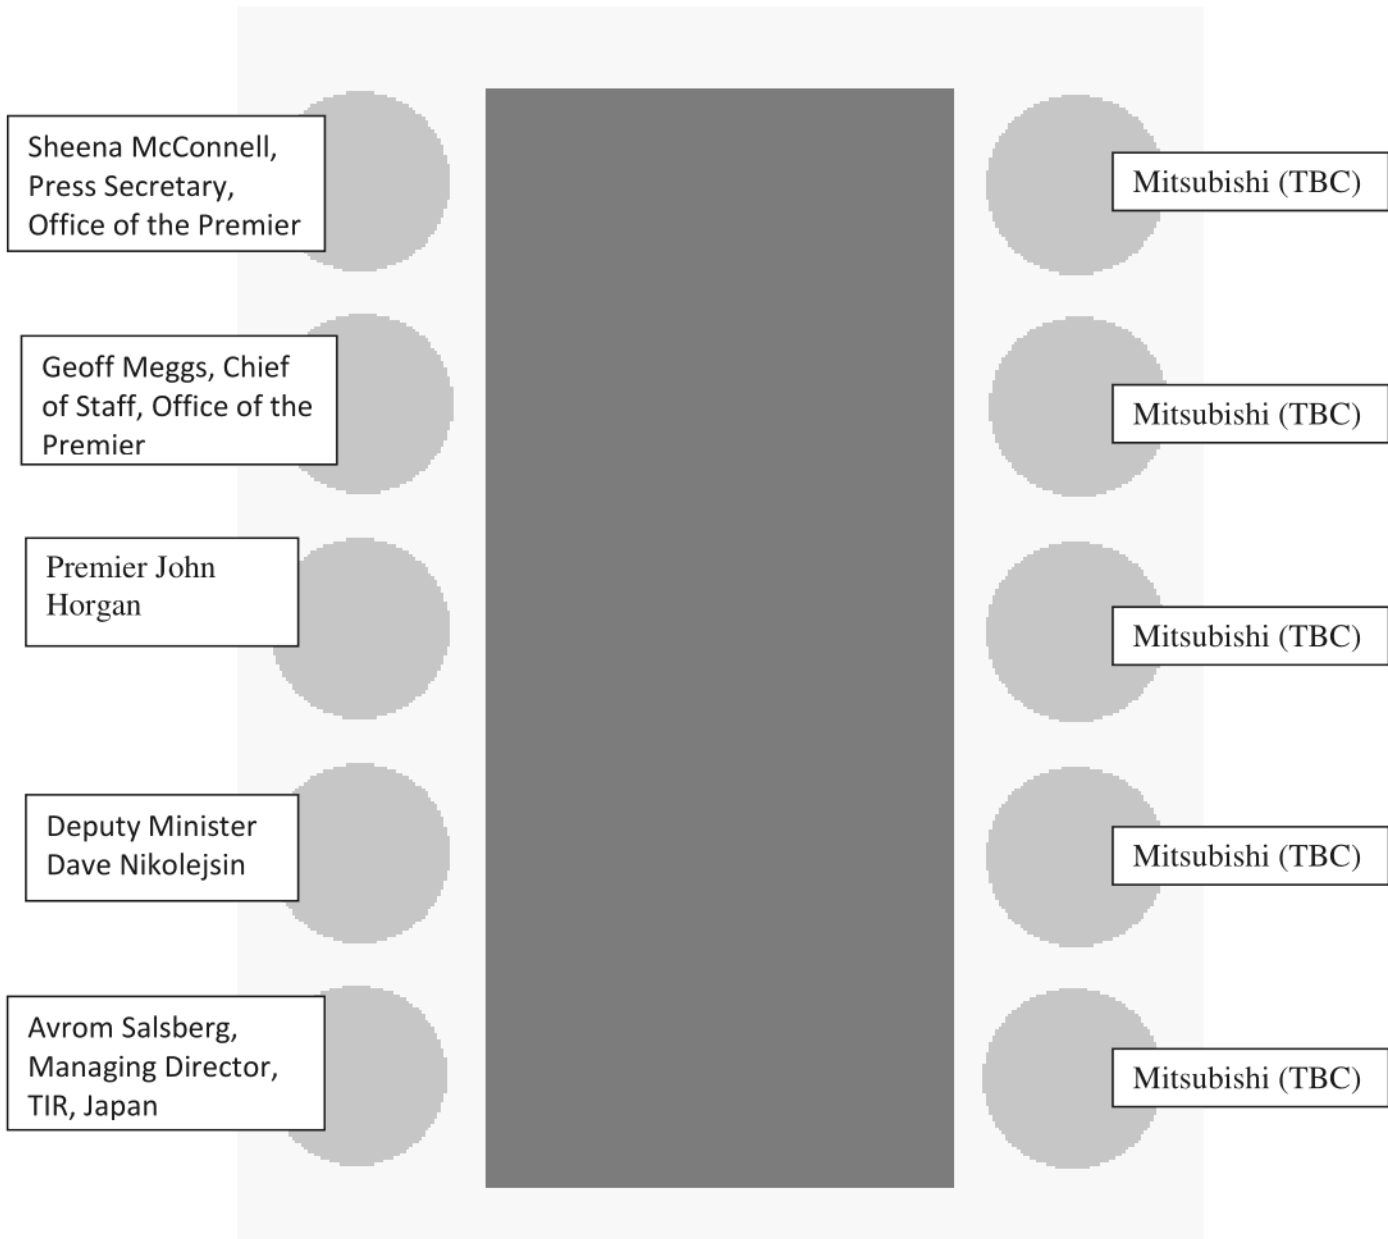 Sheena McConnell,
Press Secretary,
Office of the Premier
Mitsubishi (TBC)
Geoff Meggs, Chief
of Staff, Office of the
Premier
Mitsubishi (TBC)
Premier John
Horgan
Mitsubishi (TBC)
Deputy Minister
Dave Nikolejsin
Mitsubishi (TBC)
Avrom Salsberg,
Managing Director,
TIR, Japan
Mitsubishi (TBC)